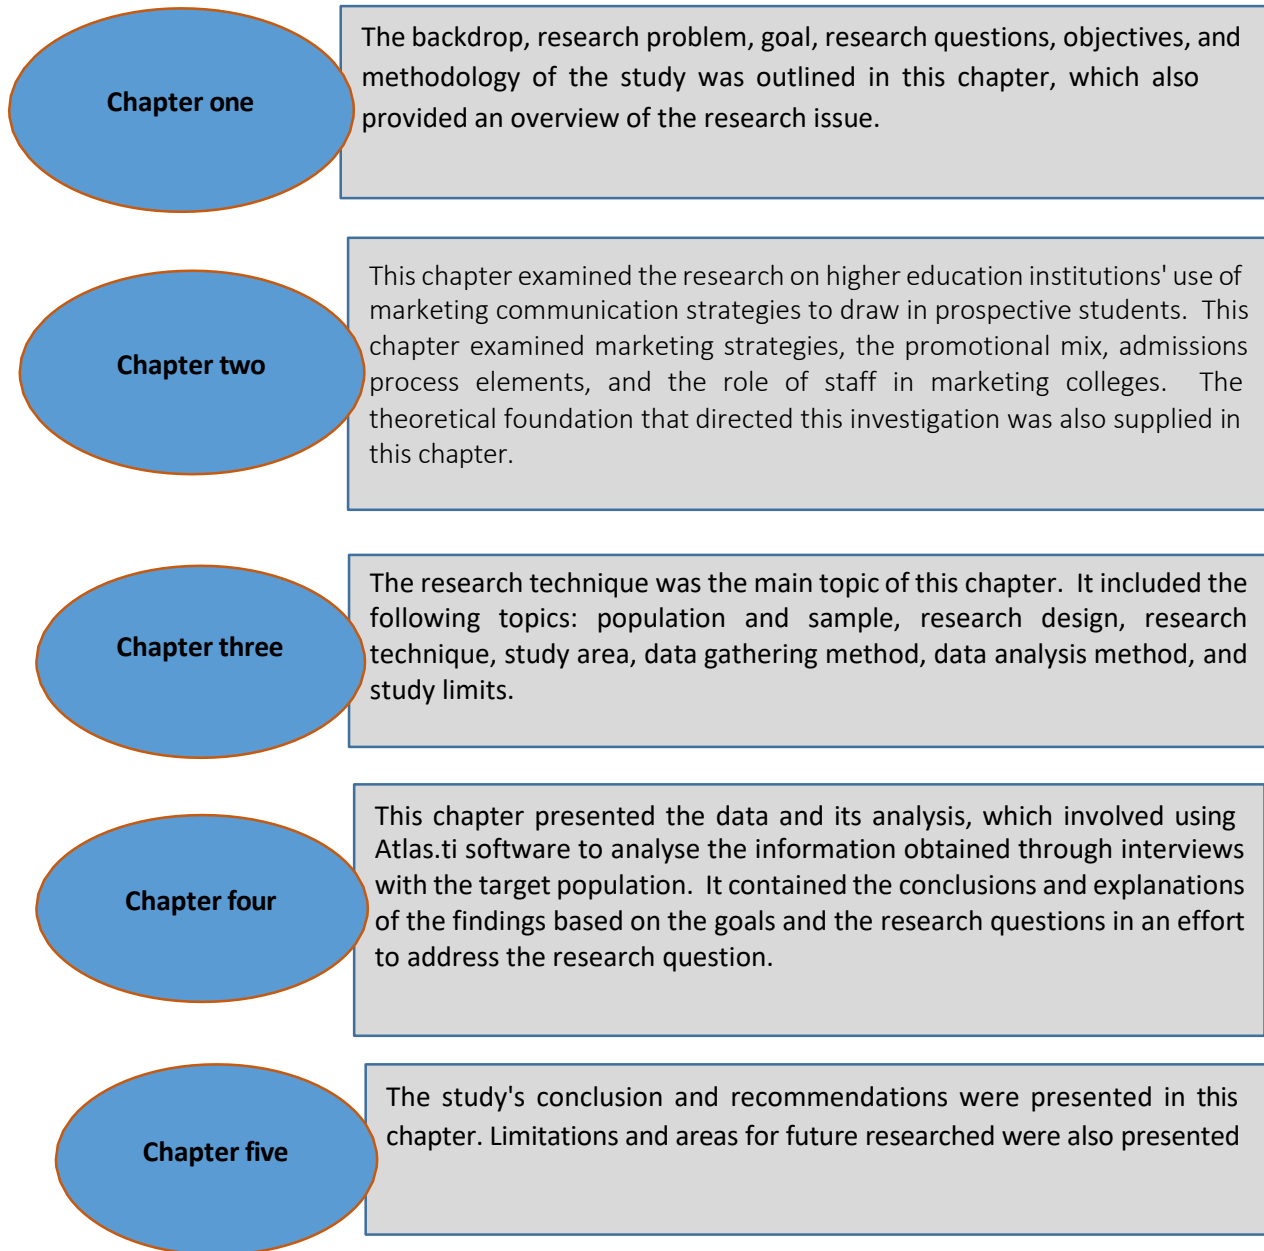 Chapter one
The backdrop, research problem, goal, research questions, objectives, and
methodology of the study was outlined in this chapter, which also
provided an overview of the research issue.
Chapter two
This chapter examined the research on higher education institutions' use of
marketing communication strategies to draw in prospective students. This
chapter examined marketing strategies, the promotional mix, admissions
process elements, and the role of staff in marketing colleges. The
theoretical foundation that directed this investigation was also supplied in
this chapter.
Chapter three
The research technique was the main topic of this chapter. It included the
following topics: population and sample, research design, research
technique, study area, data gathering method, data analysis method, and
study limits.
Chapter four
This chapter presented the data and its analysis, which involved using
Atlas.ti software to analyse the information obtained through interviews
with the target population. It contained the conclusions and explanations
of the findings based on the goals and the research questions in an effort
to address the research question.
Chapter five
The study's conclusion and recommendations were presented in this
chapter. Limitations and areas for future researched were also presented